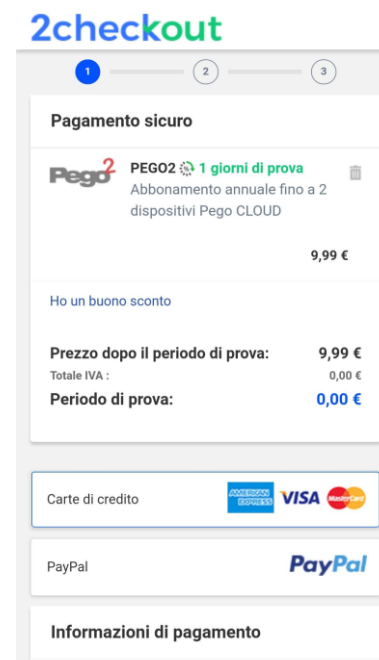 2checkout
1
2
3
Pagamento sicuro
Pego2
PEGO2 1 giorni di prova
Abbonamento annuale fino a 2
dispositivi Pego CLOUD
9,99 €
Ho un buono sconto
Prezzo dopo il periodo di prova: 9,99 €
Totale IVA : 0,00 €
Periodo di prova: 0,00 €
Carte di credito AMERICAN EXPRESS VISA MasterCard
PayPal PayPal
Informazioni di pagamento